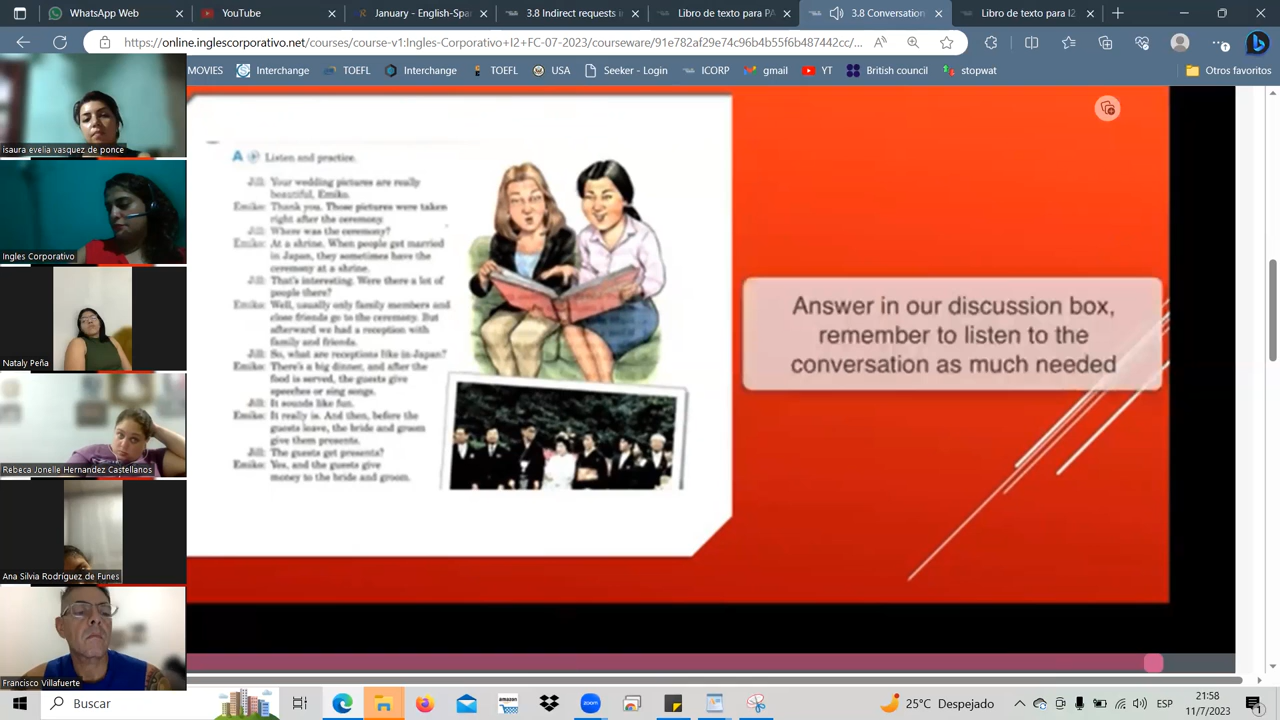 YouTube
January - English-Spa
3.8 Indirect requests i
Libro de texto para PA
3.8 Conversation
Libro de texto para I2
https://online.inglescorporativo.net/courses/course-v1:Ingles-Corporativo+I2+FC-07-2023/courseware/91e782af29e74c96b4b55f6b487442cc/...
MOVIES
Interchange
TOEFL
Interchange
TOEFL
USA
Seeker - Login
ICORP
gmail
YT
British council
stopwat
Otros favoritos
isaura evelia vasquez de ponce
Ingles Corporativo
Nataly Peña
Rebeca Jonelle Hernandez Castellanos
Ana Silvia Rodríguez de Funes
Francisco Villafuerte
A Listen and practice.
Jill: Your wedding pictures are really
beautiful, Emiko.
Emiko: Thank you. Those pictures were taken
right after the ceremony.
Jill: Where was the ceremony?
Emiko: At a shrine. When people get married
in Japan, they sometimes have the
ceremony at a shrine.
Jill: That's interesting. Were there a lot of
people there?
Emiko: Well, usually only family members and
close friends go to the ceremony. But
afterward we had a reception with
family and friends.
Jill: So, what are receptions like in Japan?
Emiko: There's a big dinner, and after the
food is served, the guests give
speeches or sing songs.
Jill: It sounds like fun.
Emiko: It really is. And then, before the
guests leave, the bride and groom
give them presents.
Jill: The guests get presents?
Emiko: Yes, and the guests give
money to the bride and groom.
Answer in our discussion box,
remember to listen to the
conversation as much needed
Buscar
zoom
25°C Despejado
ESP
21:58
11/7/2023
1